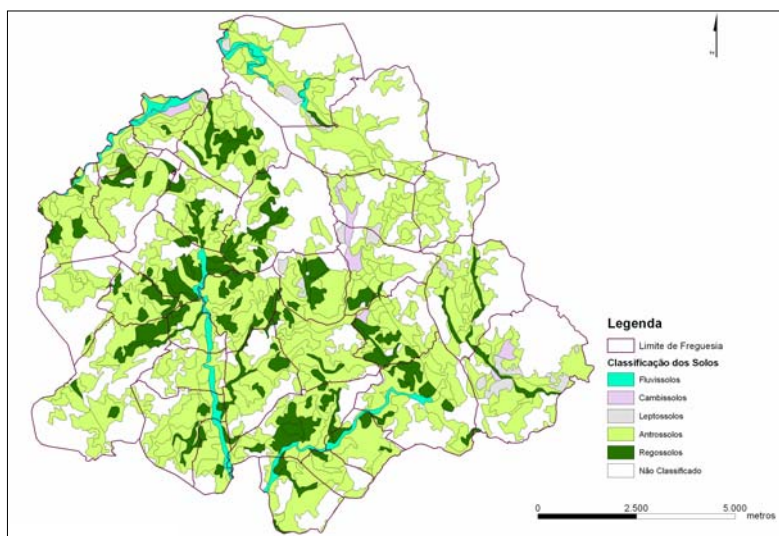 Legenda
Limite de Freguesia
Classificação dos Solos
Fluvissolos
Cambissolos
Leptossolos
Antrossolos
Regossolos
Não Classificado
0 2.500 5.000
metros